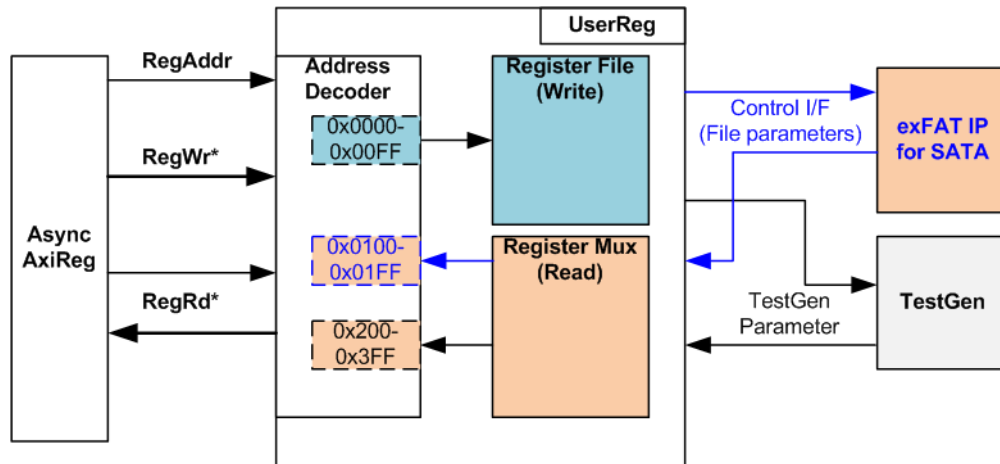 UserReg
RegAddr
Address
Decoder
Register File
(Write)
0x0000-
0x00FF
Control I/F
(File parameters)
exFAT IP
for SATA
RegWr*
Async
AxiReg
0x0100-
0x01FF
Register Mux
(Read)
RegRd*
0x200-
0x3FF
TestGen
Parameter
TestGen